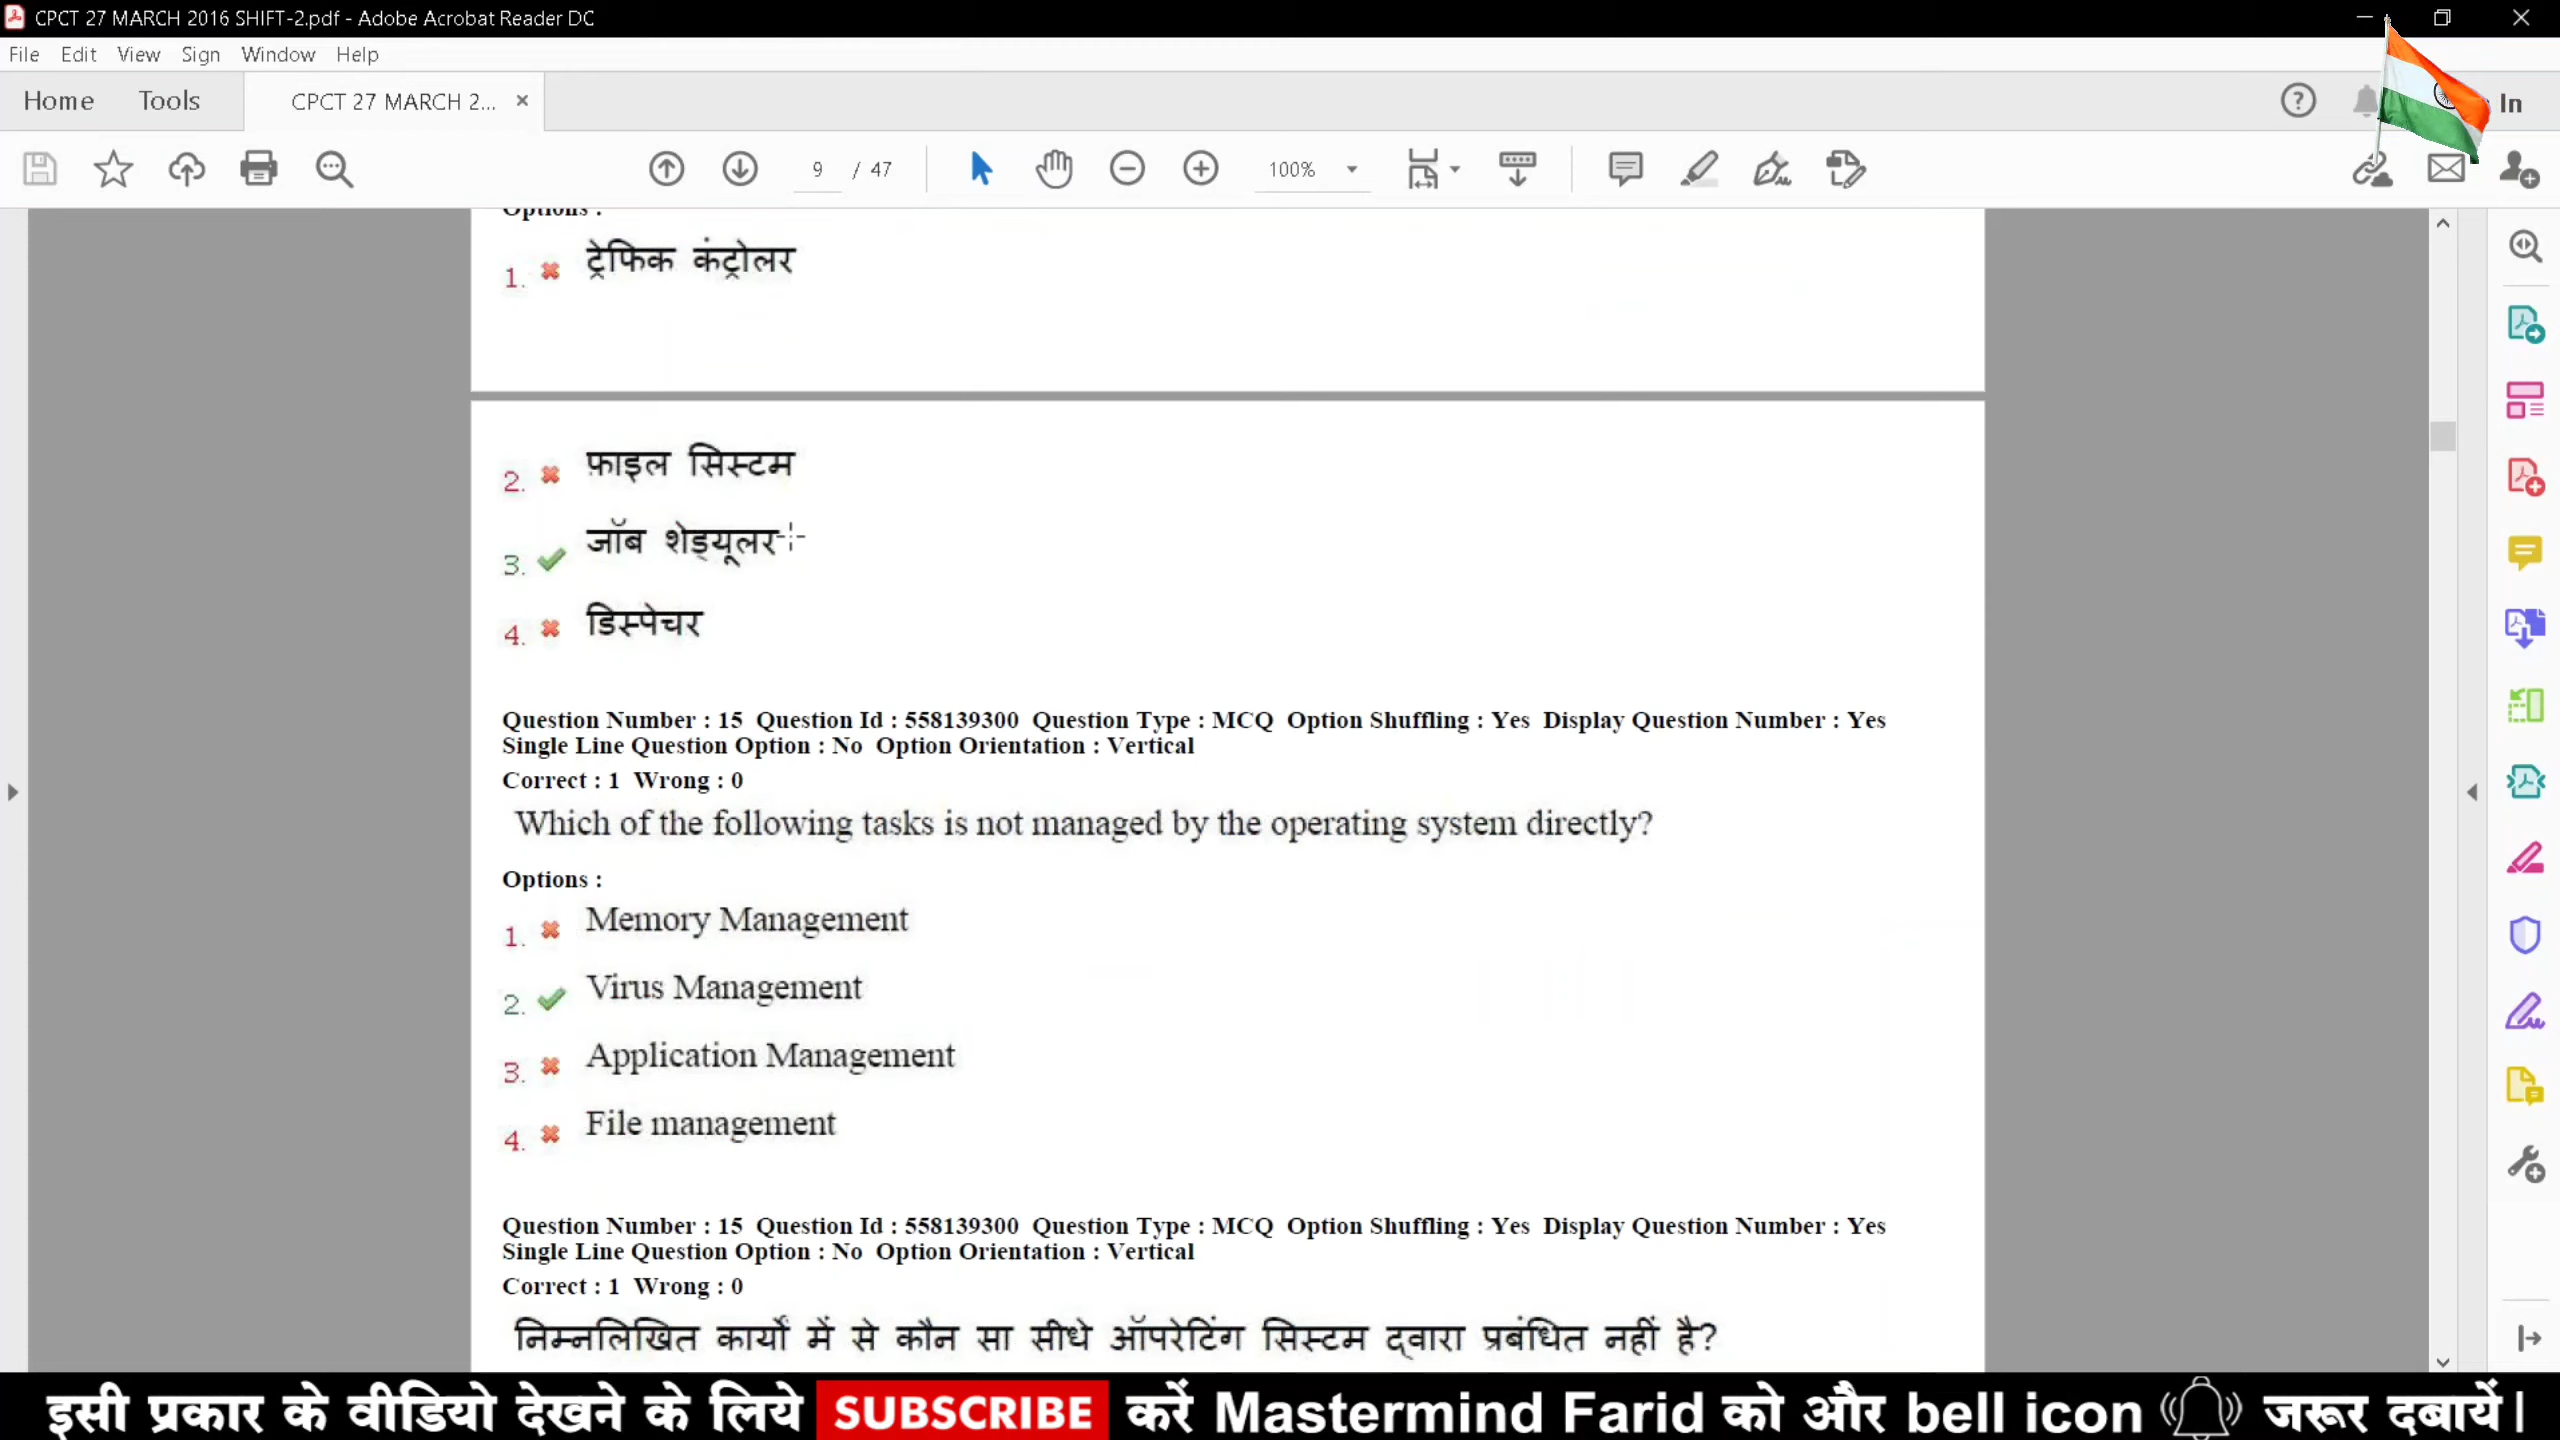 CPCT 27 MARCH 2016 SHIFT-2.pdf - Adobe Acrobat Reader DC
File Edit View Sign Window Help
Home Tools CPCT 27 MARCH 2... In
9 / 47 100%
Options :
1. ट्रेफिक कंट्रोलर
2. फ़ाइल सिस्टम
3. जॉब शेड्यूलर
4. डिस्पेचर
Question Number : 15 Question Id : 558139300 Question Type : MCQ Option Shuffling : Yes Display Question Number : Yes
Single Line Question Option : No Option Orientation : Vertical
Correct : 1 Wrong : 0
Which of the following tasks is not managed by the operating system directly?
Options :
1. Memory Management
2. Virus Management
3. Application Management
4. File management
Question Number : 15 Question Id : 558139300 Question Type : MCQ Option Shuffling : Yes Display Question Number : Yes
Single Line Question Option : No Option Orientation : Vertical
Correct : 1 Wrong : 0
निम्नलिखित कार्यों में से कौन सा सीधे ऑपरेटिंग सिस्टम द्वारा प्रबंधित नहीं है?
इसी प्रकार के वीडियो देखने के लिये SUBSCRIBE करें Mastermind Farid को और bell icon जरूर दबायें।